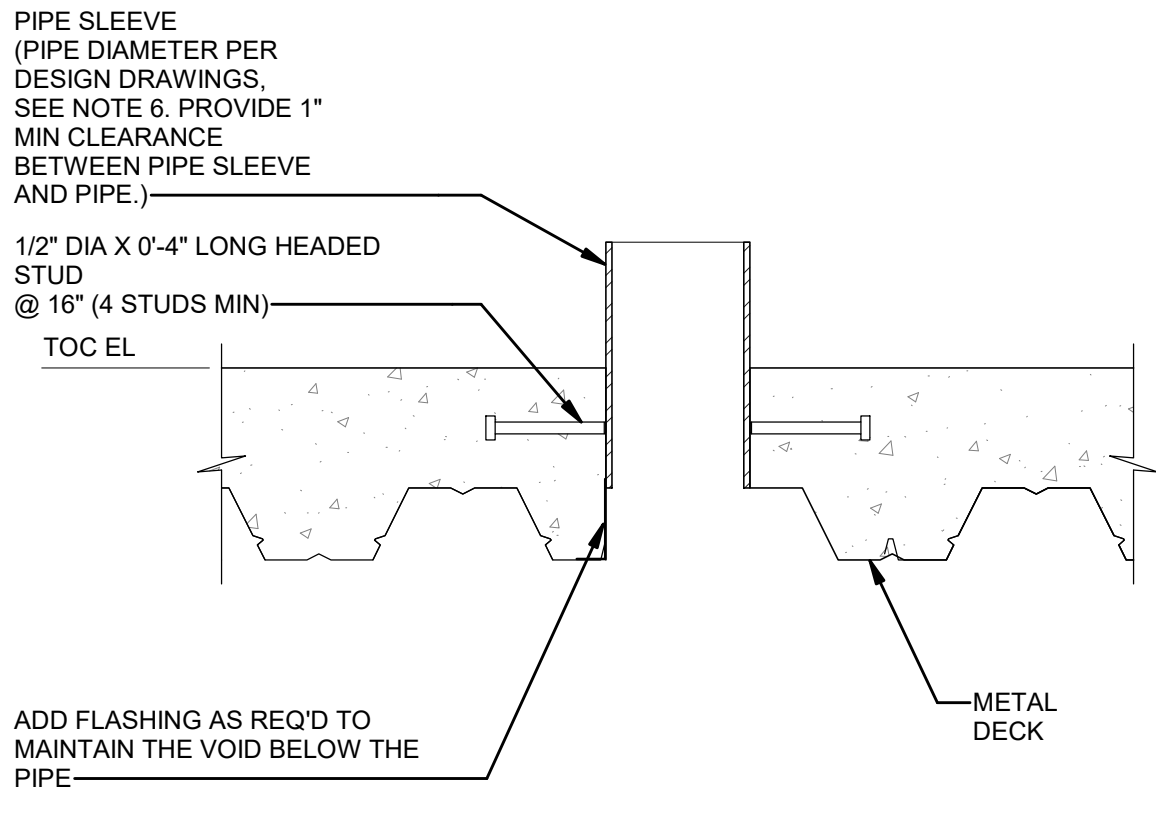 PIPE SLEEVE
(PIPE DIAMETER PER
DESIGN DRAWINGS,
SEE NOTE 6. PROVIDE 1"
MIN CLEARANCE
BETWEEN PIPE SLEEVE
AND PIPE.)
1/2" DIA X 0'-4" LONG HEADED
STUD
@ 16" (4 STUDS MIN)
TOC EL
ADD FLASHING AS REQ'D TO
MAINTAIN THE VOID BELOW THE
PIPE
METAL
DECK